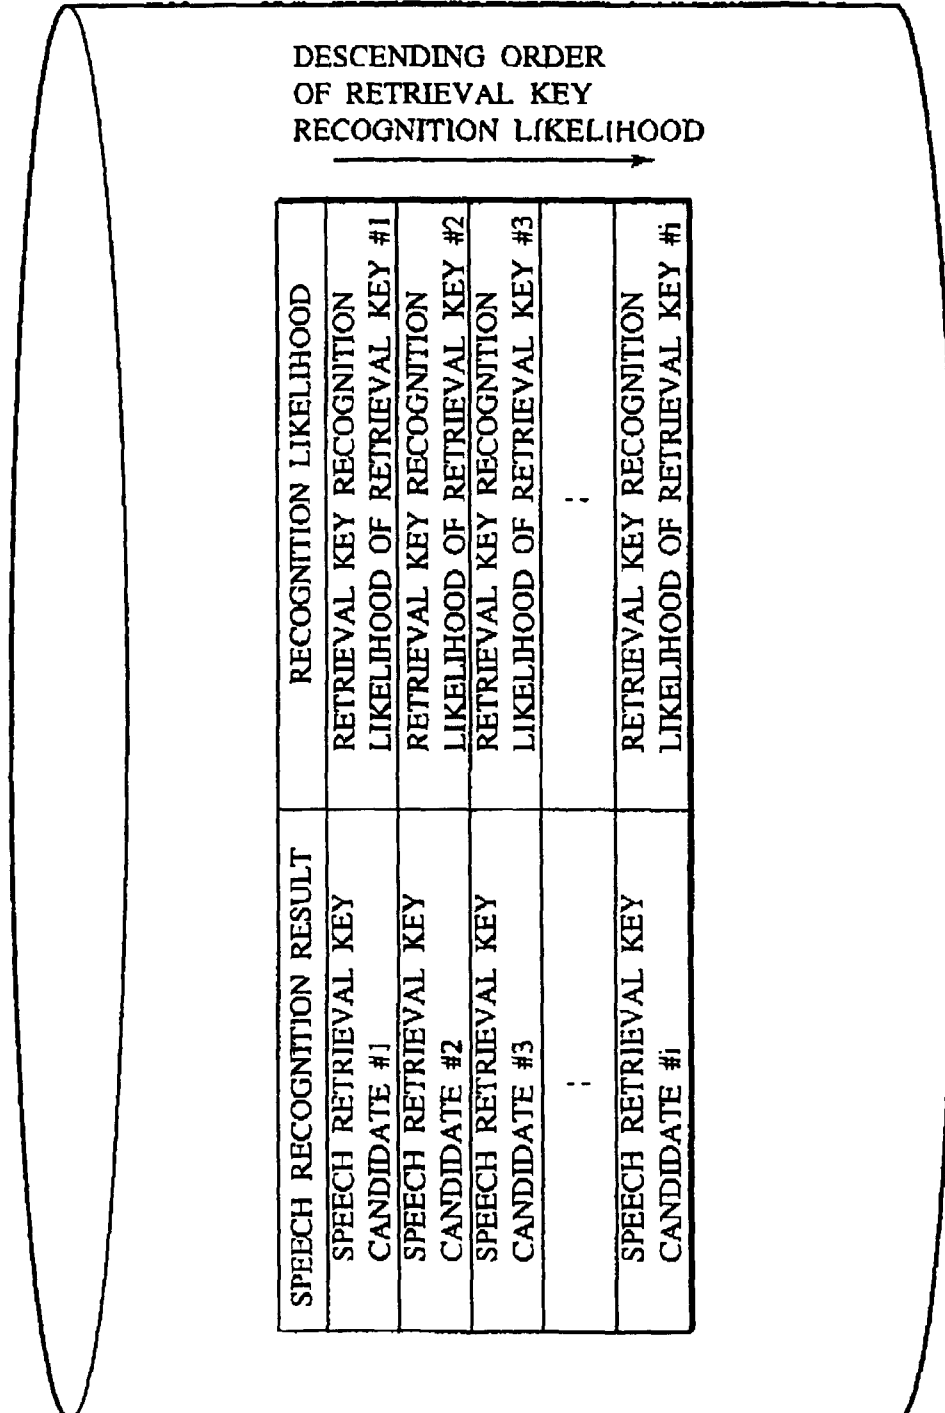 DESCENDING ORDER
OF RETRIEVAL KEY
RECOGNITION LIKELIHOOD
SPEECH RECOGNITION RESULT
RECOGNITION LIKELIHOOD
SPEECH RETRIEVAL KEY
CANDIDATE #1
RETRIEVAL KEY RECOGNITION
LIKELIHOOD OF RETRIEVAL KEY #1
SPEECH RETRIEVAL KEY
CANDIDATE #2
RETRIEVAL KEY RECOGNITION
LIKELIHOOD OF RETRIEVAL KEY #2
SPEECH RETRIEVAL KEY
CANDIDATE #3
RETRIEVAL KEY RECOGNITION
LIKELIHOOD OF RETRIEVAL KEY #3
SPEECH RETRIEVAL KEY
CANDIDATE #i
RETRIEVAL KEY RECOGNITION
LIKELIHOOD OF RETRIEVAL KEY #i